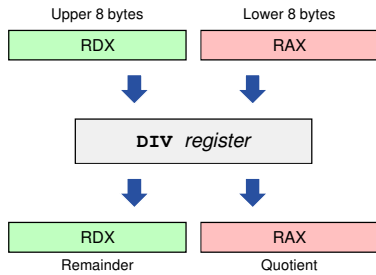 Upper 8 bytes Lower 8 bytes
RDX RAX
DIV register
RDX RAX
Remainder Quotient